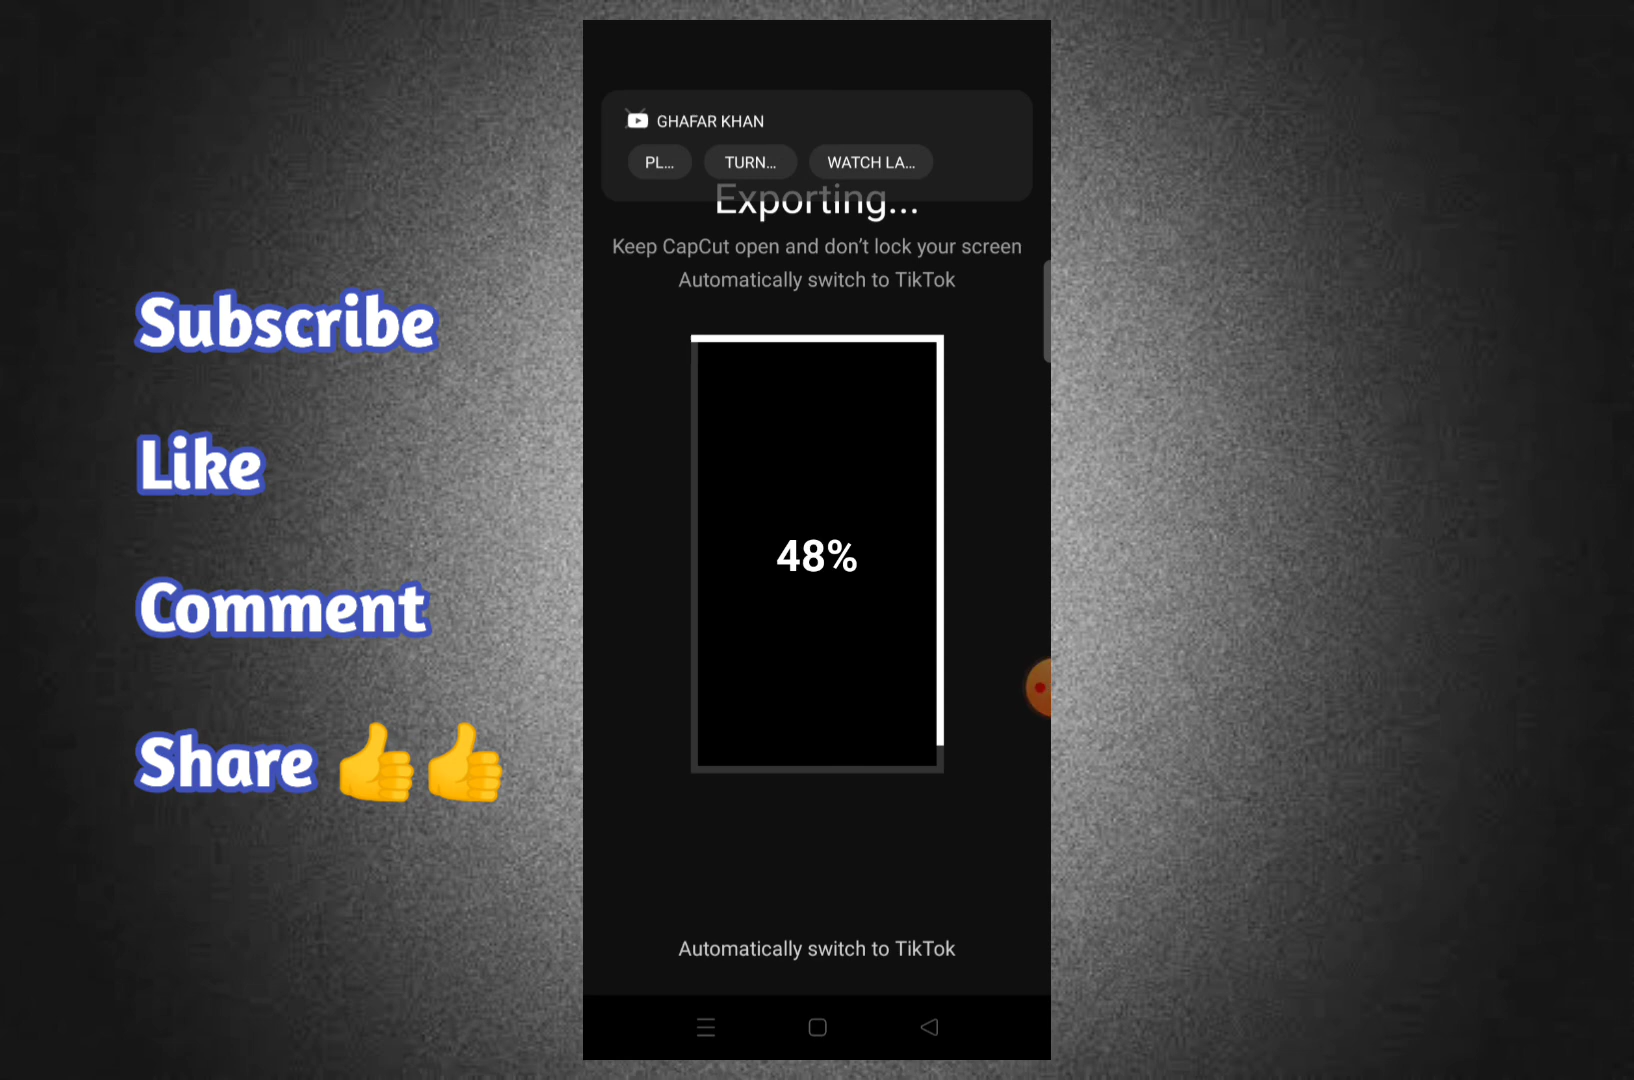 Subscribe
Like
Comment
Share 👍👍
GHAFAR KHAN
PL...
TURN...
WATCH LA...
Exporting...
Keep CapCut open and don't lock your screen
Automatically switch to TikTok
48%
Automatically switch to TikTok